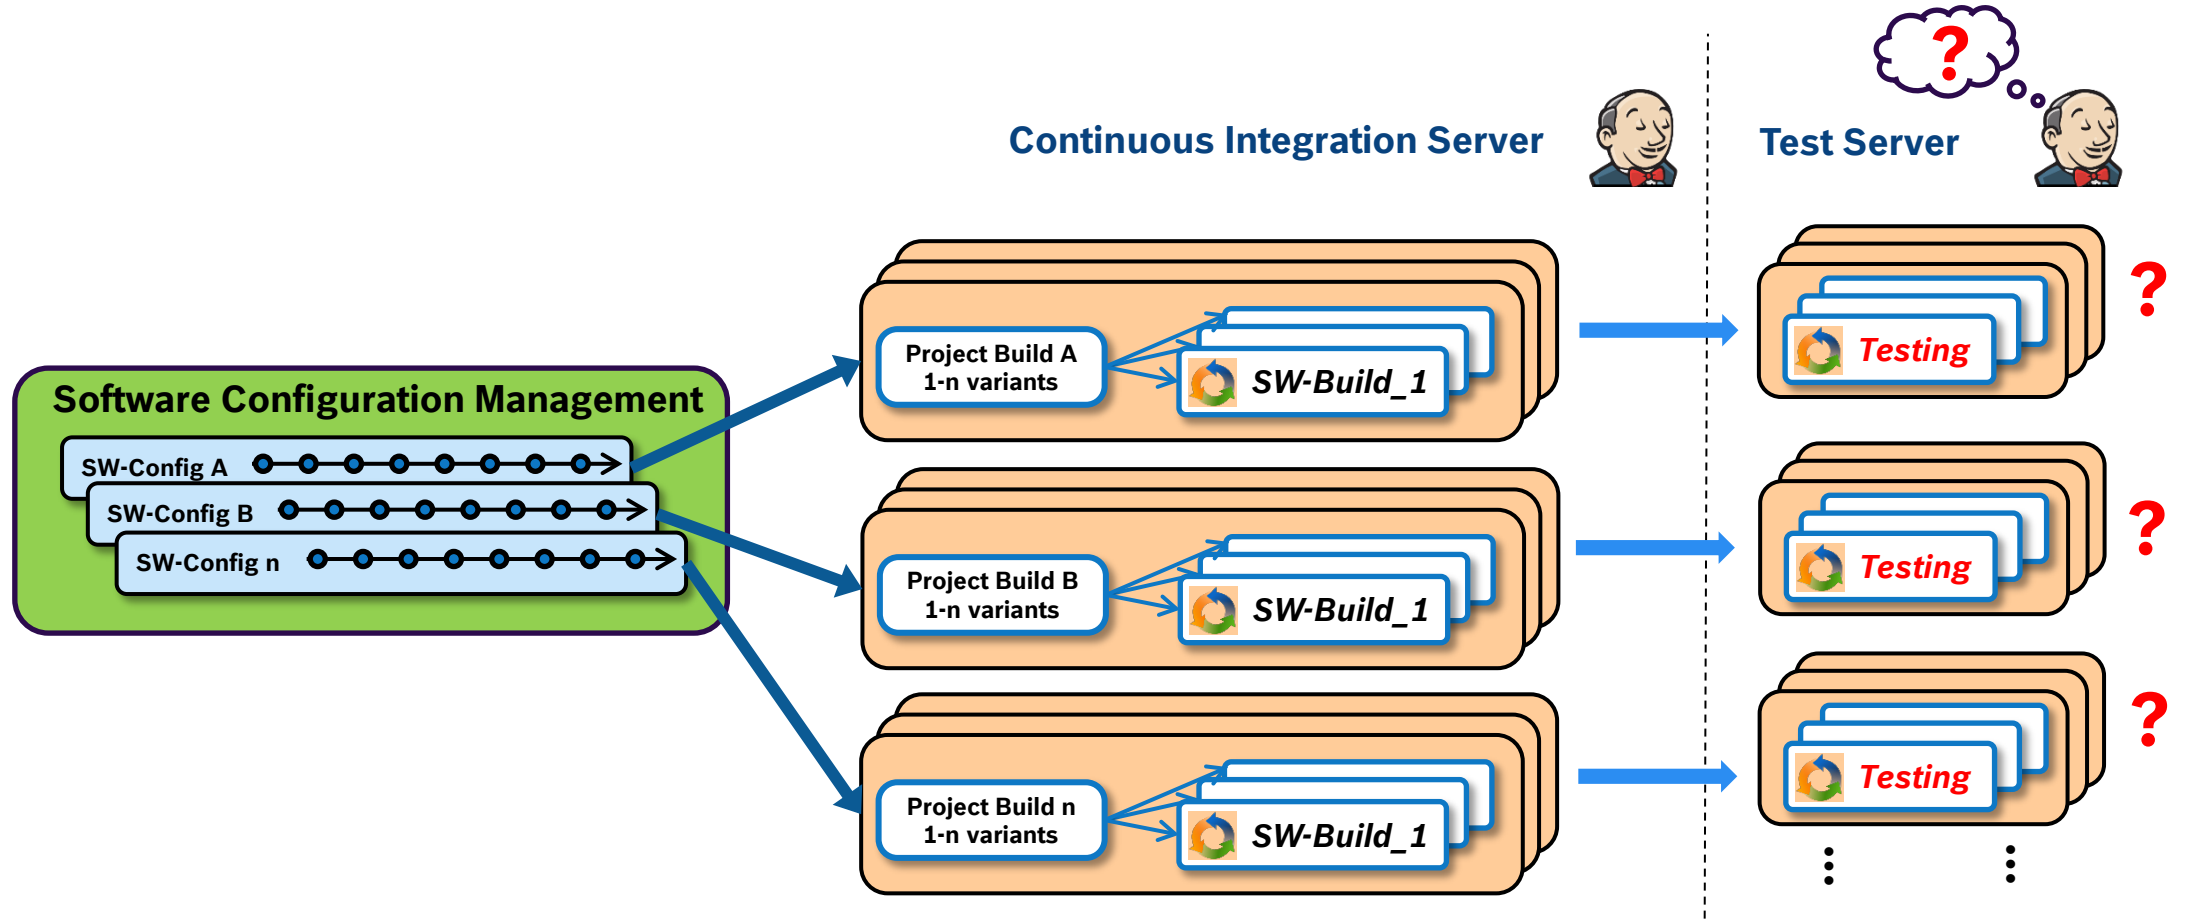 ?
Continuous Integration Server
Test Server
Software Configuration Management
SW-Config A
SW-Config B
SW-Config n
Project Build A
1-n variants
SW-Build_1
Testing
?
Project Build B
1-n variants
SW-Build_1
Testing
?
Project Build n
1-n variants
SW-Build_1
Testing
?